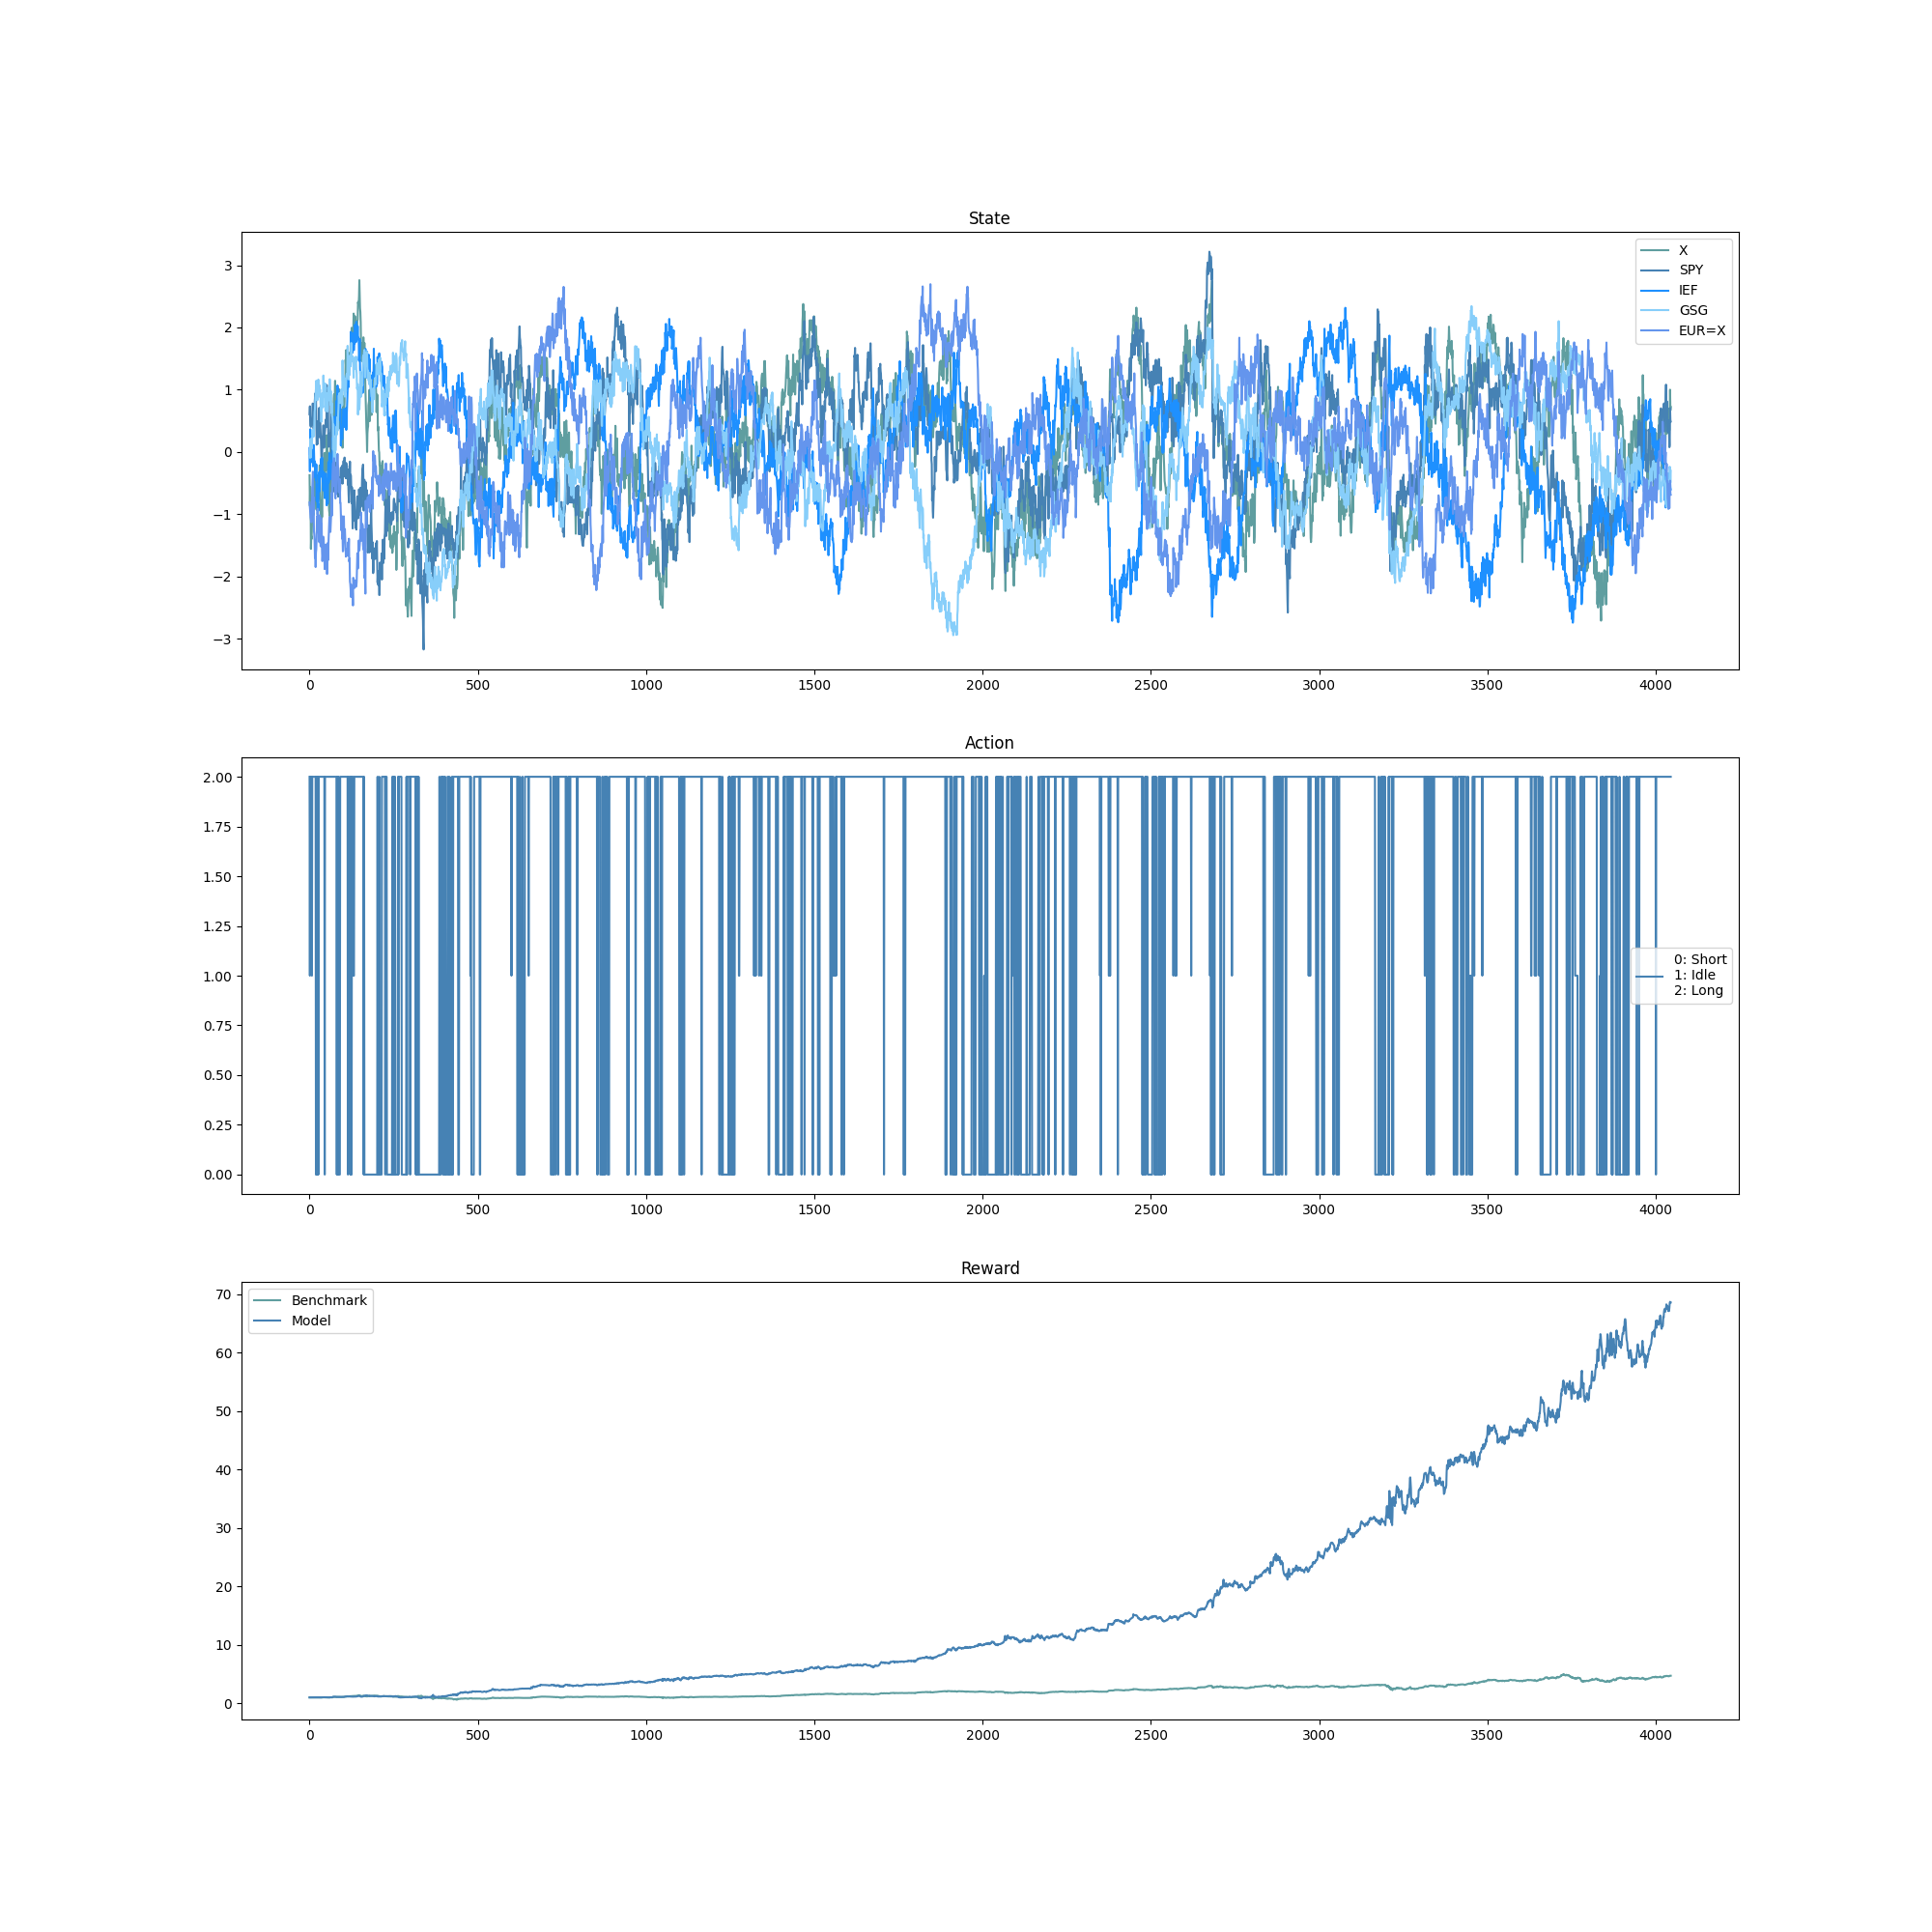 State
3
2
1
0
−1
−2
−3
X
SPY
IEF
GSG
EUR=X
0 500 1000 1500 2000 2500 3000 3500 4000
Action
2.00
1.75
1.50
1.25
1.00
0.75
0.50
0.25
0.00
0: Short
1: Idle
2: Long
0 500 1000 1500 2000 2500 3000 3500 4000
Reward
70
60
50
40
30
20
10
0
Benchmark
Model
0 500 1000 1500 2000 2500 3000 3500 4000